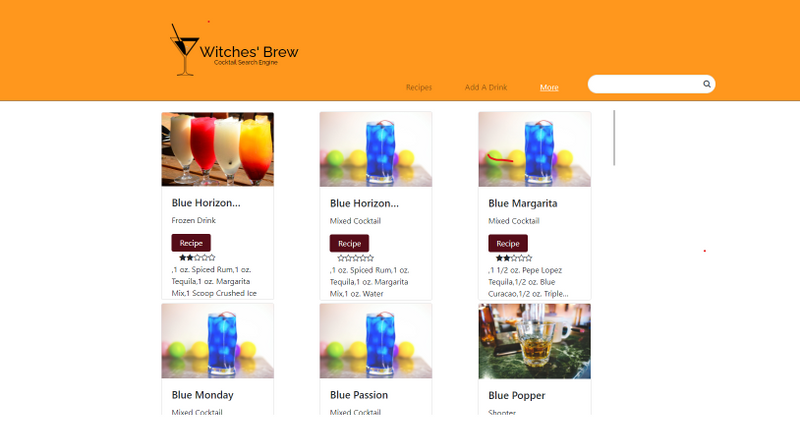 Witches' Brew
Cocktail Search Engine
Recipes
Add A Drink
More
Blue Horizon...
Frozen Drink
Recipe
,1 oz. Spiced Rum,1 oz.
Tequila,1 oz. Margarita
Mix,1 Scoop Crushed Ice
Blue Horizon...
Mixed Cocktail
Recipe
,1 oz. Spiced Rum,1 oz.
Tequila,1 oz. Margarita
Mix,1 oz. Water
Blue Margarita
Mixed Cocktail
Recipe
,1 1/2 oz. Pepe Lopez
Tequila,1/2 oz. Blue
Curacao,1/2 oz. Triple...
Blue Monday
Mixed Cocktail
Blue Passion
Mixed Cocktail
Blue Popper
Shooter